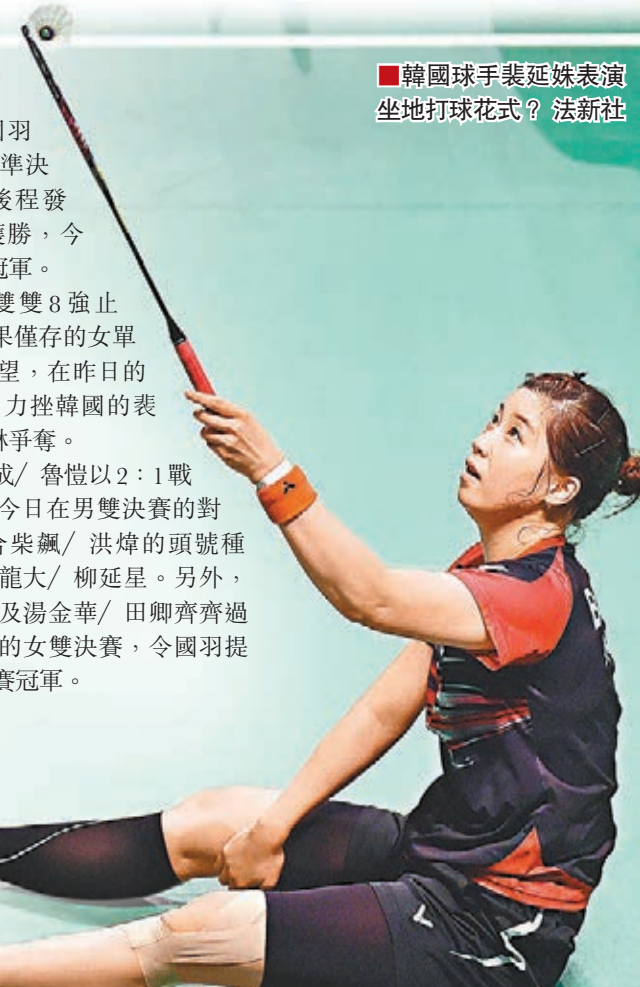 ■韓國球手裴延姝表演
坐地打球花式？ 法新社
羽
準決
後程發
獲勝，今
冠軍。
雙雙8強止
果僅存的女單
望，在昨日的
力挫韓國的裴
琳爭奪。
成/ 魯愷以2：1戰
今日在男雙決賽的對
合柴飆/ 洪煒的頭號種
龍大/ 柳延星。另外，
及湯金華/ 田卿齊齊過
的女雙決賽，令國羽提
賽冠軍。